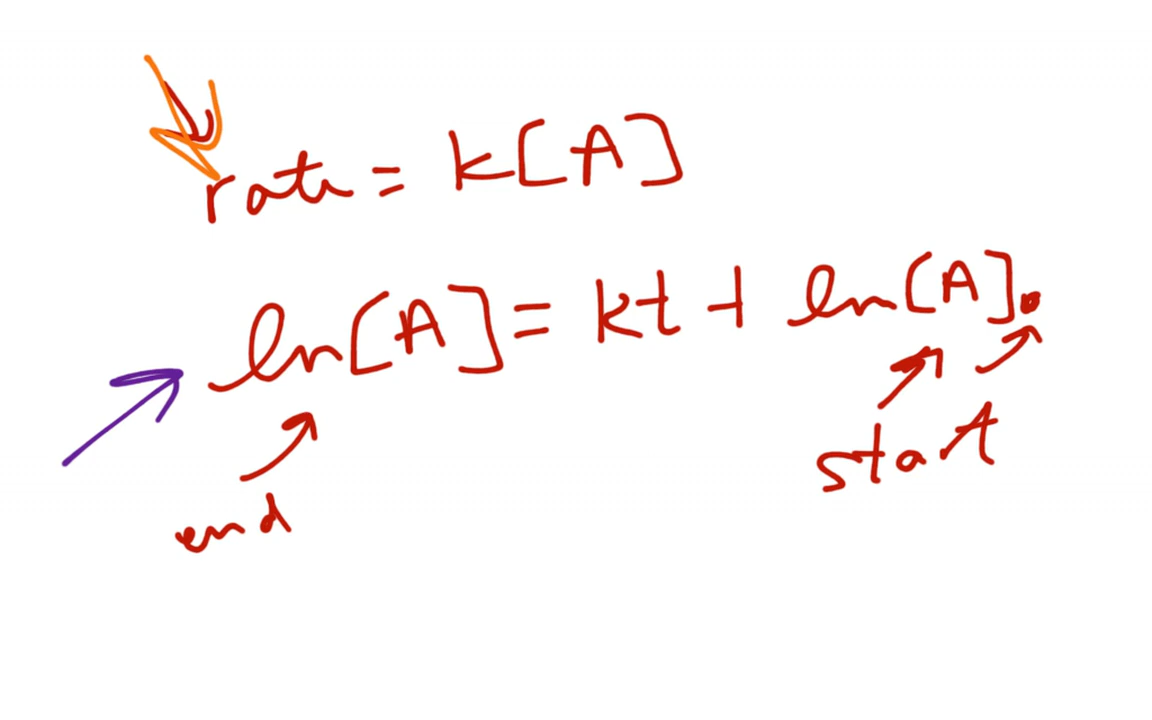 rate = k[A]
ln[A] = kt + ln[A]₀
start
end